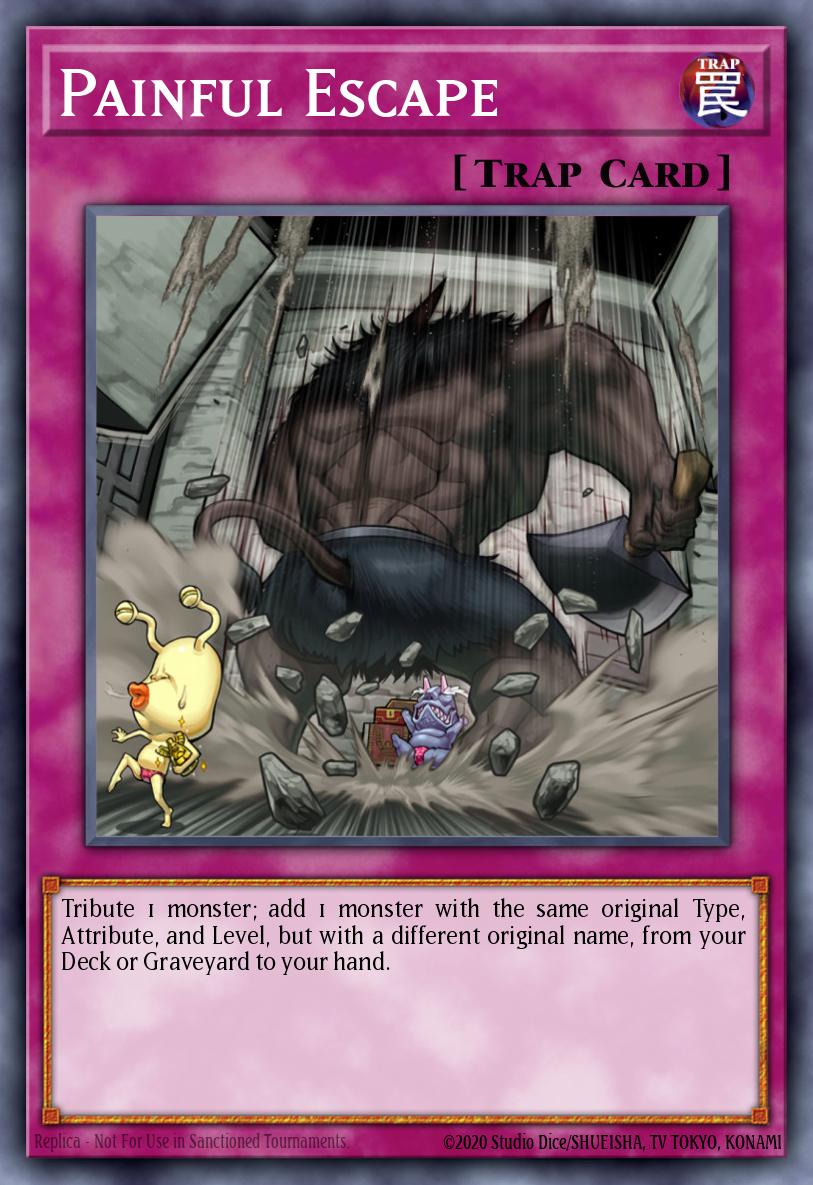 Painful Escape
TRAP
罠
[Trap Card]
Tribute 1 monster; add 1 monster with the same original Type,
Attribute, and Level, but with a different original name, from your
Deck or Graveyard to your hand.
Replica - Not For Use in Sanctioned Tournaments.
©2020 Studio Dice/SHUEISHA, TV TOKYO, KONAMI